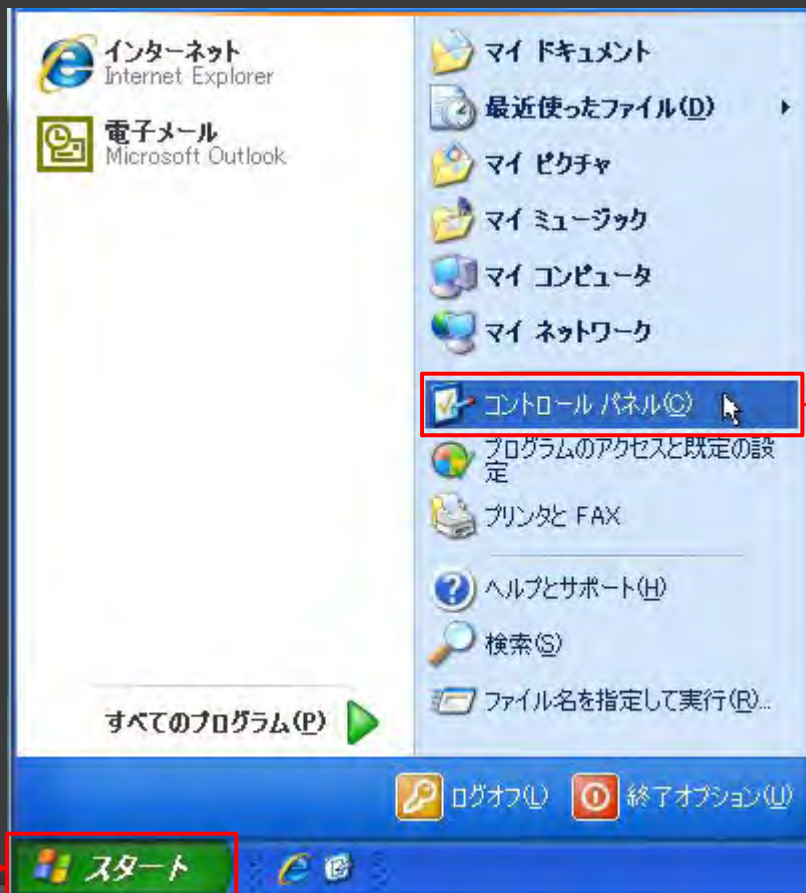 インターネット
Internet Explorer
電子メール
Microsoft Outlook
すべてのプログラム(P)
マイ ドキュメント
最近使ったファイル(D)
マイ ピクチャ
マイ ミュージック
マイ コンピュータ
マイ ネットワーク
コントロール パネル(C)
プログラムのアクセスと既定の設
定
プリンタと FAX
ヘルプとサポート(H)
検索(S)
ファイル名を指定して実行(R)...
ログオフ(L)
終了オプション(U)
スタート